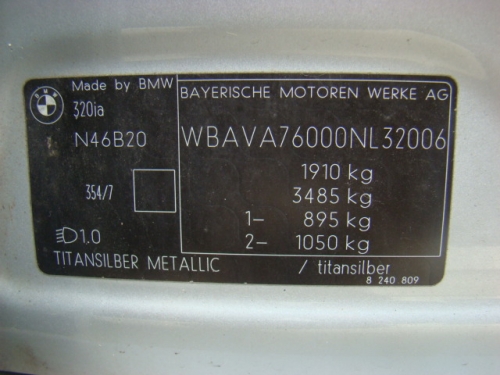 BMW
Made by BMW
320ia
N46B20
354/7
1.0
TITANSILBER METALLIC
BAYERISCHE MOTOREN WERKE AG
WBAVA76000NL32006
1910 kg
3485 kg
1- 895 kg
2- 1050 kg
/ titansilber
8 240 809